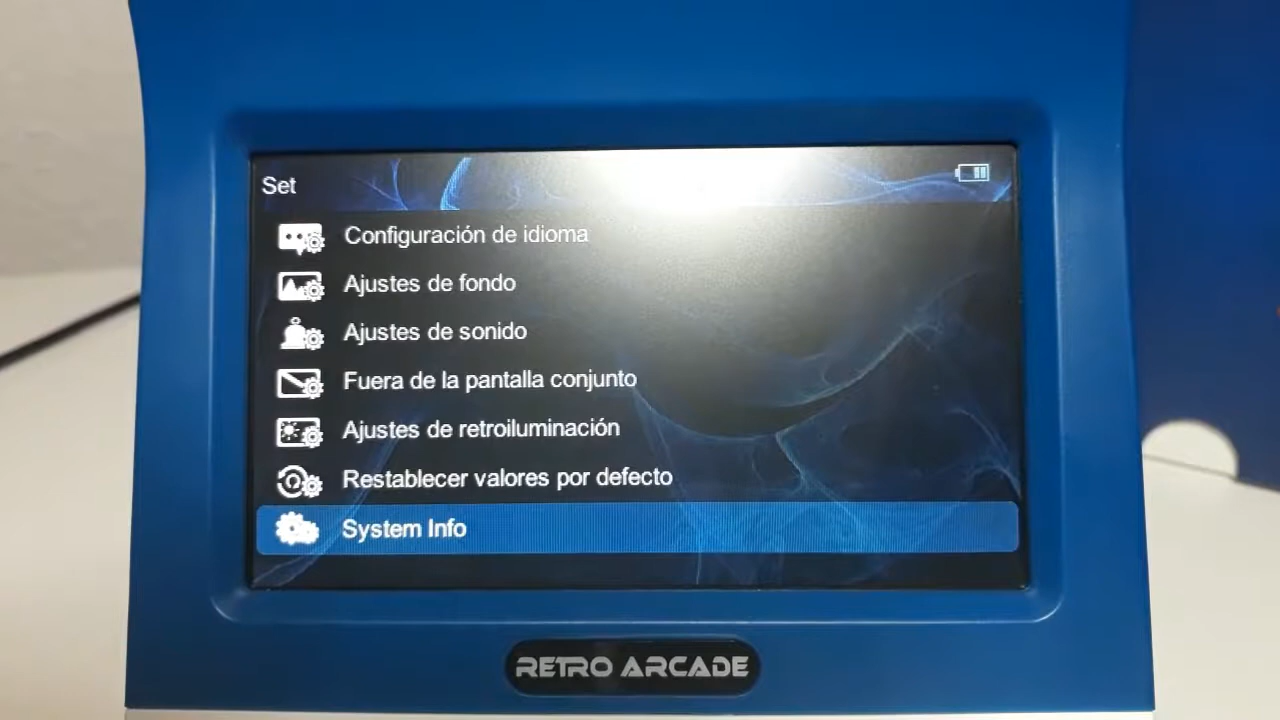 Set
Configuración de idioma
Ajustes de fondo
Ajustes de sonido
Fuera de la pantalla conjunto
Ajustes de retroiluminación
Restablecer valores por defecto
System Info
RETRO ARCADE